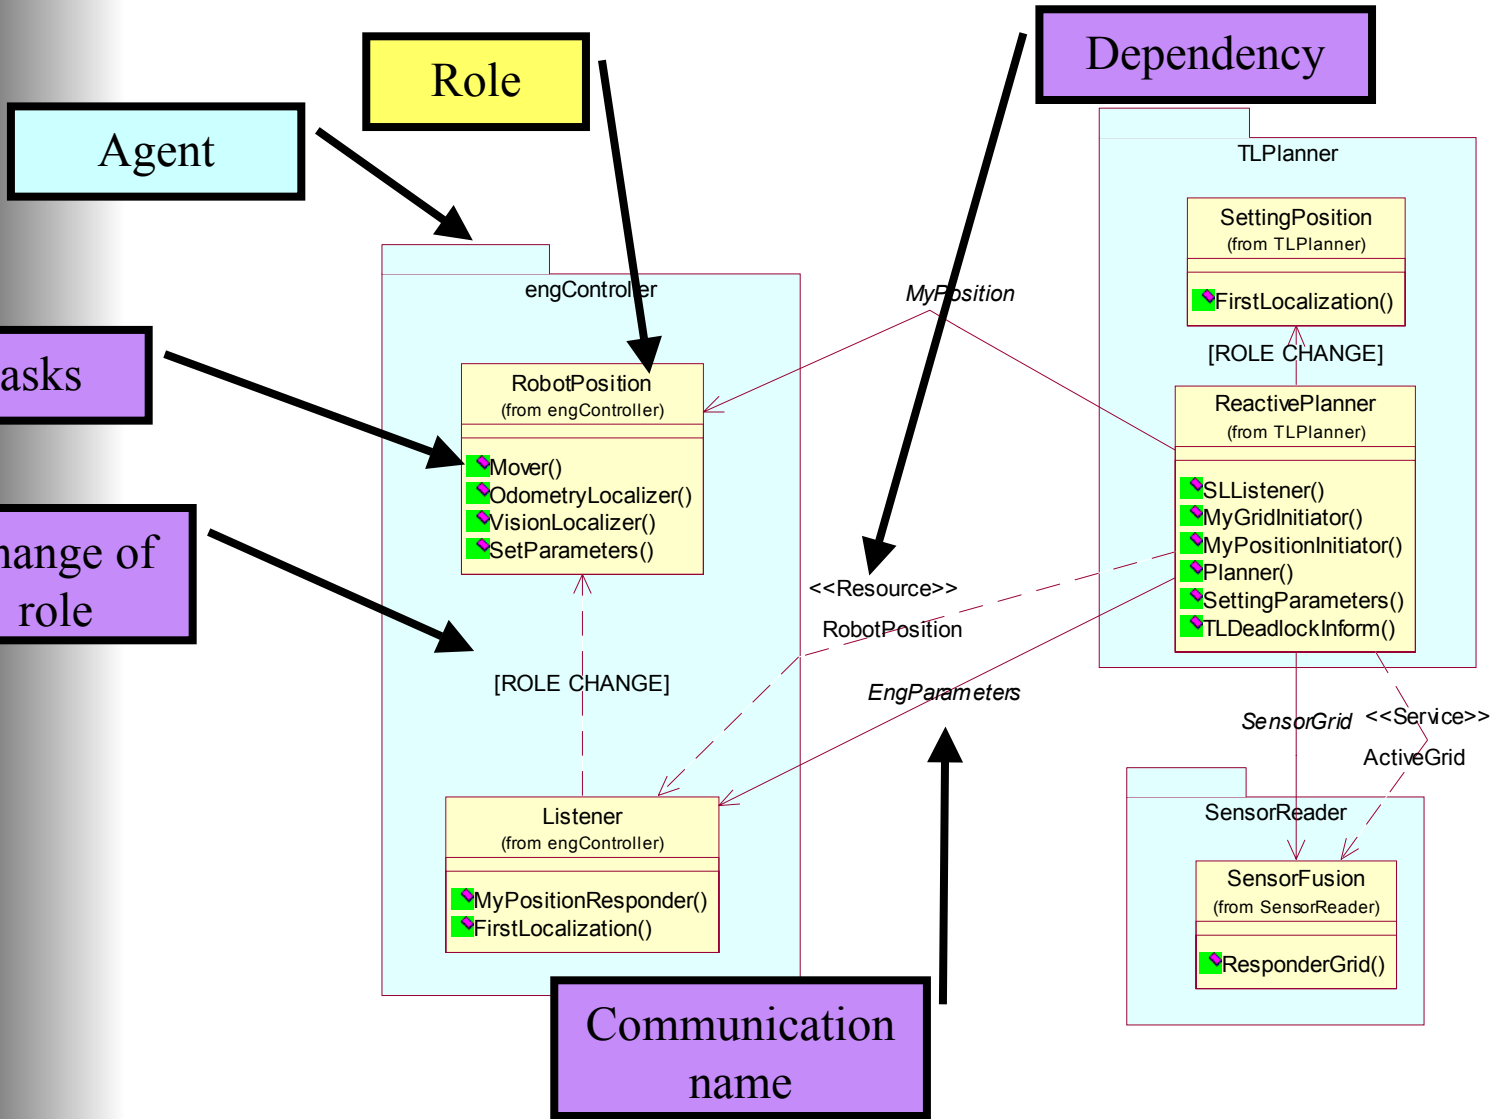 Dependency
Role
Agent
TLPlanner
SettingPosition
(from TLPlanner)
FirstLocalization()
[ROLE CHANGE]
ReactivePlanner
(from TLPlanner)
SLListener()
MyGridInitiator()
MyPositionInitiator()
Planner()
SettingParameters()
TLDeadlockInform()
engController
MyPosition
RobotPosition
(from engController)
Mover()
OdometryLocalizer()
VisionLocalizer()
SetParameters()
asks
hange of
role
<<Resource>>
RobotPosition
[ROLE CHANGE]
EngParameters
SensorGrid
<<Service>>
ActiveGrid
Listener
(from engController)
MyPositionResponder()
FirstLocalization()
SensorReader
SensorFusion
(from SensorReader)
ResponderGrid()
Communication
name